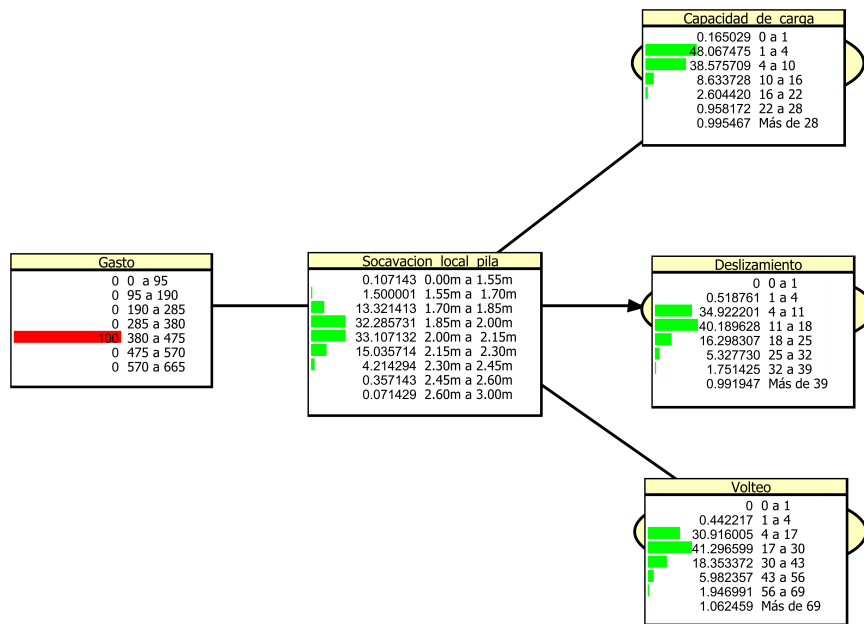 Capacidad_de_carga
0.165029 0 a 1
48.067475 1 a 4
38.575709 4 a 10
8.633728 10 a 16
2.604420 16 a 22
0.958172 22 a 28
0.995467 Más de 28
Gasto
0 0 a 95
0 95 a 190
0 190 a 285
0 285 a 380
100 380 a 475
0 475 a 570
0 570 a 665
Socavacion_local_pila
0.107143 0.00m a 1.55m
1.500001 1.55m a 1.70m
13.321413 1.70m a 1.85m
32.285731 1.85m a 2.00m
33.107132 2.00m a 2.15m
15.035714 2.15m a 2.30m
4.214294 2.30m a 2.45m
0.357143 2.45m a 2.60m
0.071429 2.60m a 3.00m
Deslizamiento
0 0 a 1
0.518761 1 a 4
34.922201 4 a 11
40.189628 11 a 18
16.298307 18 a 25
5.327730 25 a 32
1.751425 32 a 39
0.991947 Más de 39
Volteo
0 0 a 1
0.442217 1 a 4
30.916005 4 a 17
41.296599 17 a 30
18.353372 30 a 43
5.982357 43 a 56
1.946991 56 a 69
1.062459 Más de 69